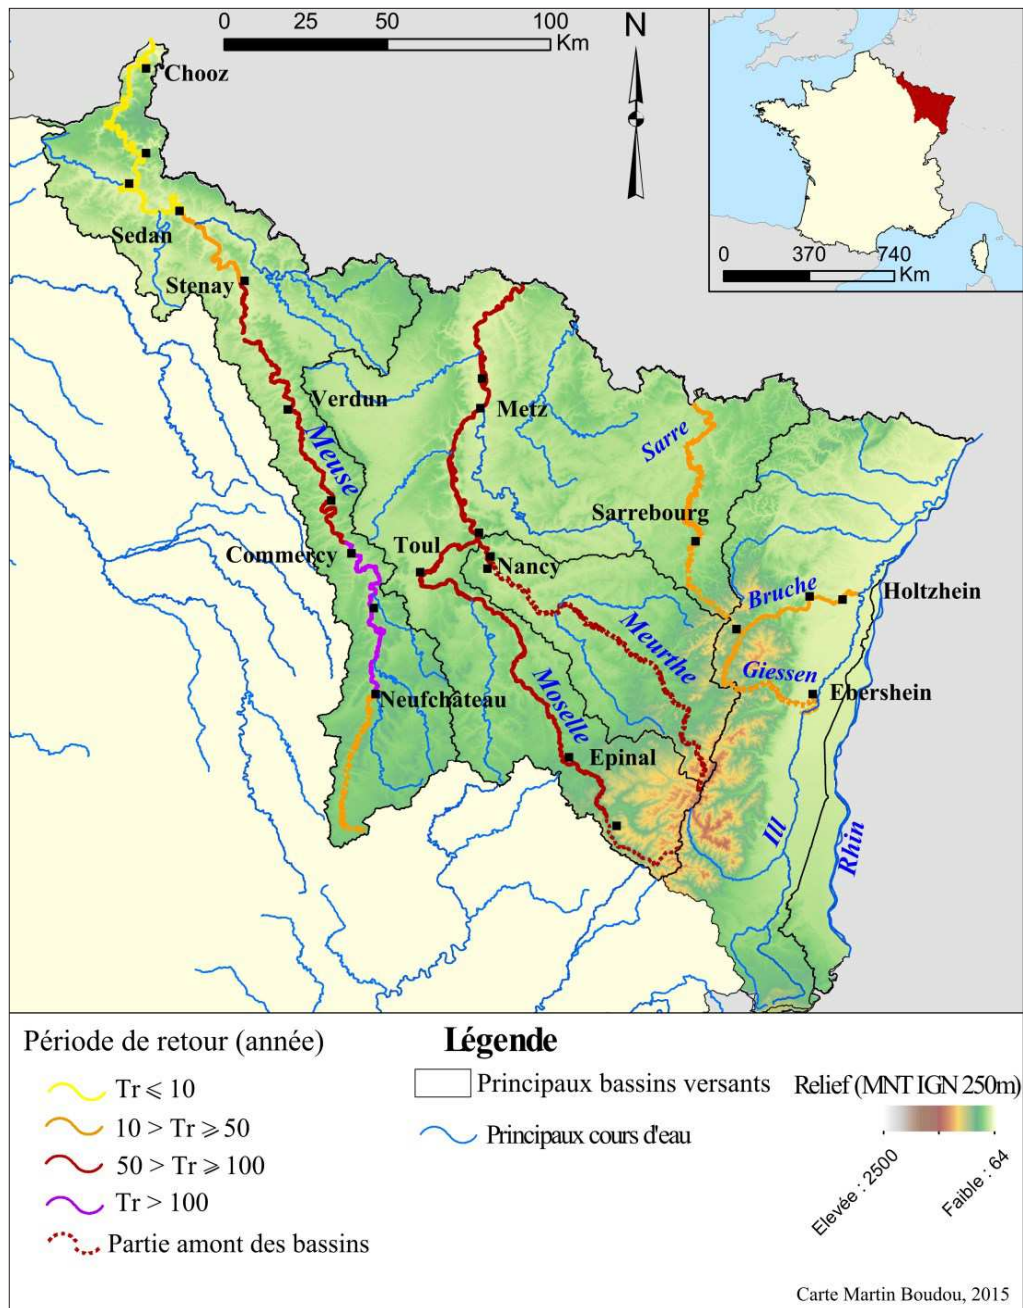 0 50 100
Km
N
Chooz
Sedan
Stenay
Verdun
Meuse
Metz
Sarre
Sarrebourg
Commercy
Toul
Nancy
Bruche
Holtzhein
Meurthe
Giessen
Ebershein
Neufchâteau
Moselle
Epinal
Ill
Rhin
0 370 740
Km
Période de retour (année)
Tr ⩽ 10
10 > Tr ⩾ 50
50 > Tr ⩾ 100
Tr > 100
Partie amont des bassins
Légende
Principaux bassins versants
Principaux cours d'eau
Relief (MNT IGN 250m)
Elevée : 2500
Faible : 64
Carte Martin Boudou, 2015